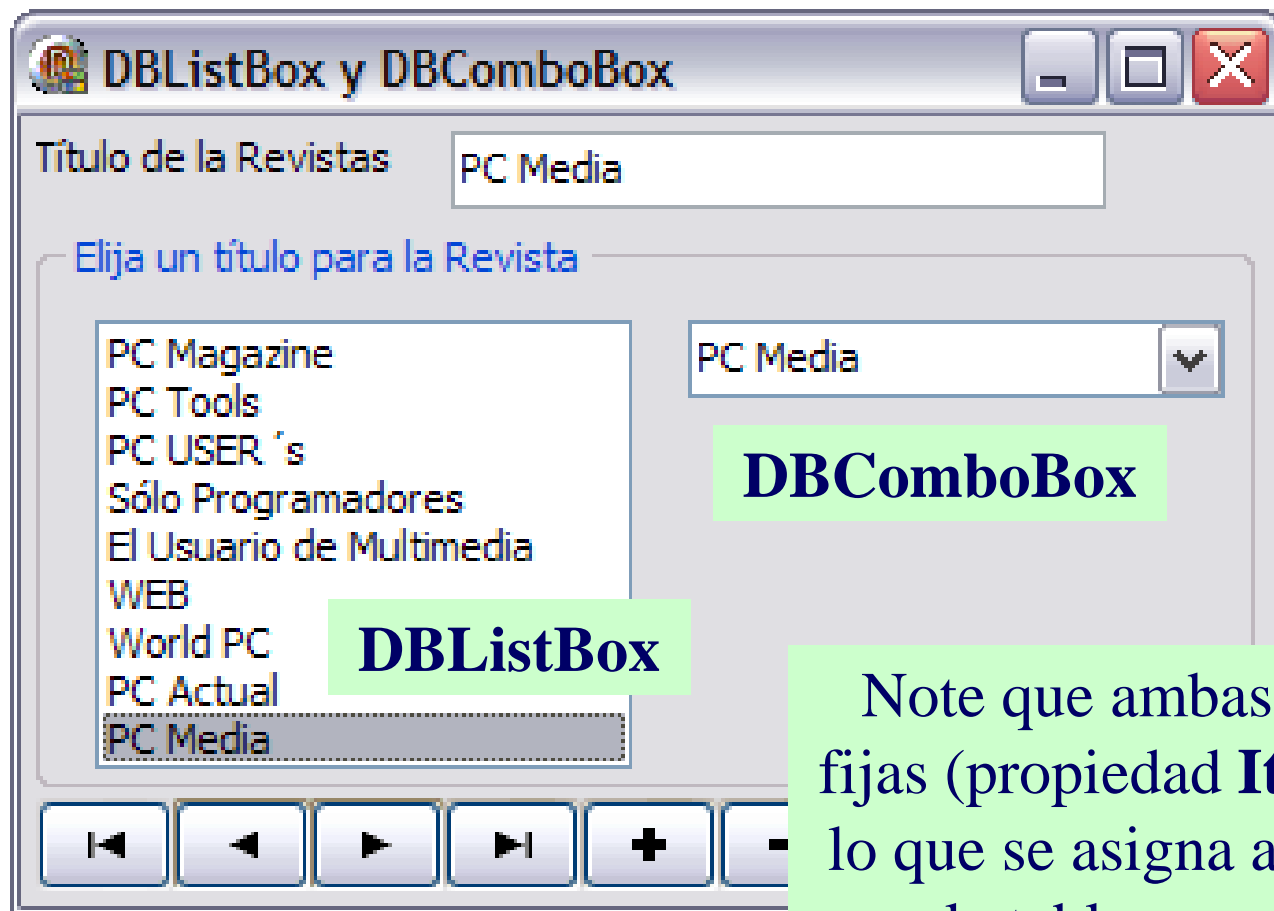 DBListBox y DBComboBox
Título de la Revistas
PC Media
Elija un título para la Revista
PC Magazine
PC Tools
PC USER ´s
Sólo Programadores
El Usuario de Multimedia
WEB
World PC
PC Actual
PC Media
PC Media
DBComboBox
DBListBox
Note que ambas
fijas (propiedad
lo que se asigna a